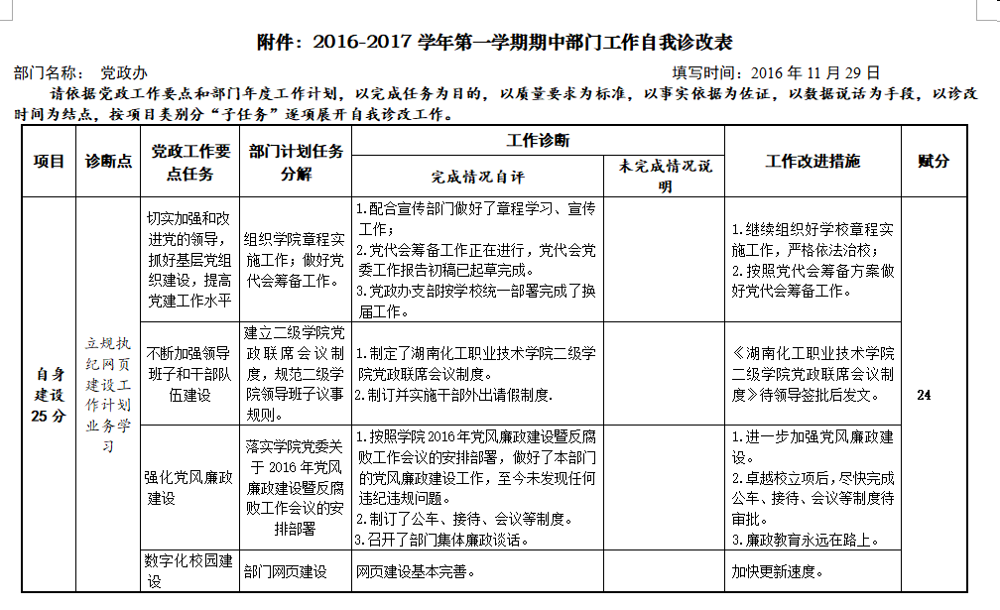 附件：2016-2017 学年第一学期期中部门工作自我诊改表
部门名称： 党政办
填写时间：2016 年 11 月 29 日
请依据党政工作要点和部门年度工作计划，以完成任务为目的，以质量要求为标准，以事实依据为佐证，以数据说话为手段，以诊改
时间为结点，按项目类别分“子任务”逐项展开自我诊改工作。
项目
诊断点
党政工作要
点任务
部门计划任务
分解
工作诊断
完成情况自评
未完成情况说
明
工作改进措施
赋分
自身
建设
25 分
立规执
纪网页
建设工
作计划
业务学
习
切实加强和改
进党的领导，
抓好基层党组
织建设，提高
党建工作水平
组织学院章程实
施工作；做好党
代会筹备工作。
1.配合宣传部门做好了章程学习、宣传
工作；
2.党代会筹备工作正在进行，党代会党
委工作报告初稿已起草完成。
3.党政办支部按学校统一部署完成了换
届工作。
1.继续组织好学校章程实
施工作，严格依法治校；
2.按照党代会筹备方案做
好党代会筹备工作。
24
不断加强领导
班子和干部队
伍建设
建立二级学院党
政联席会议制
度，规范二级学
院领导班子议事
规则。
1.制定了湖南化工职业技术学院二级学
院党政联席会议制度。
2.制订并实施干部外出请假制度.
《湖南化工职业技术学院
二级学院党政联席会议制
度》待领导签批后发文。
强化党风廉政
建设
落实学院党委关
于 2016 年党风
廉政建设暨反腐
败工作会议的安
排部署
1.按照学院 2016 年党风廉政建设暨反腐
败工作会议的安排部署，做好了本部门
的党风廉政建设工作，至今未发现任何
违纪违规问题。
2.制订了公车、接待、会议等制度。
3.召开了部门集体廉政谈话。
1.进一步加强党风廉政建
设。
2.卓越校立项后，尽快完成
公车、接待、会议等制度待
审批。
3.廉政教育永远在路上。
数字化校园建
设
部门网页建设
网页建设基本完善。
加快更新速度。